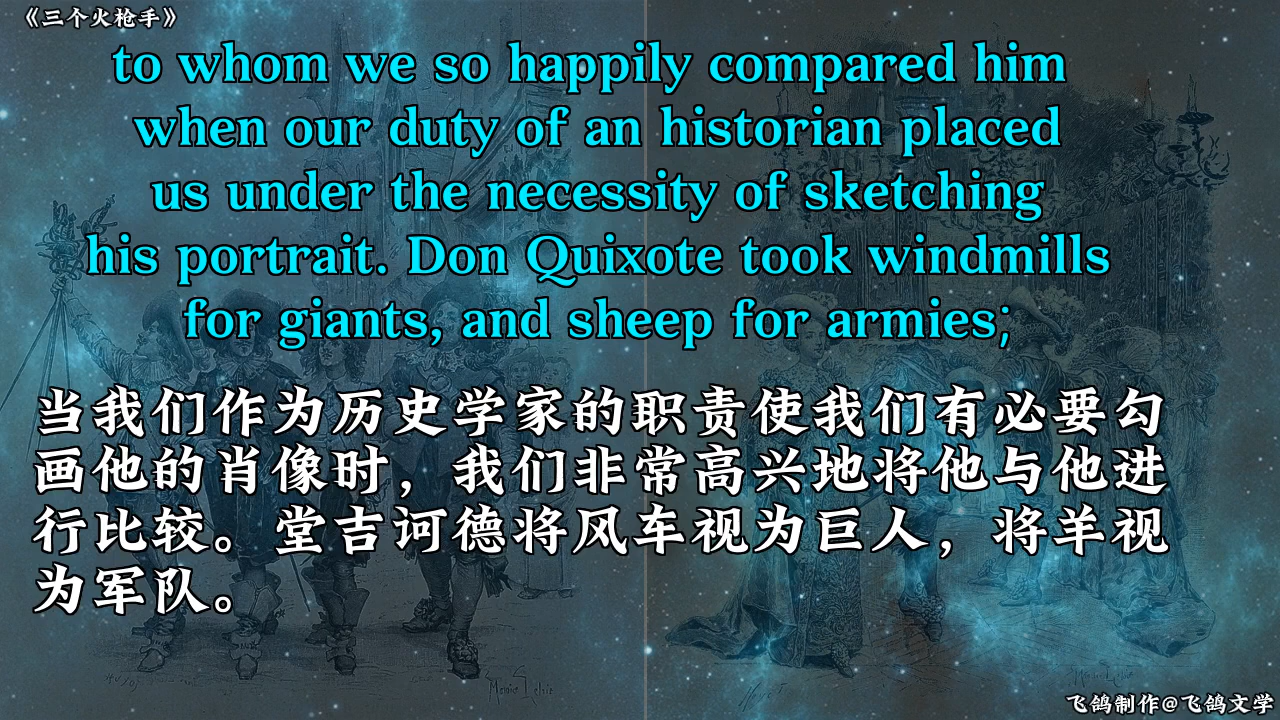 《三个火枪手》
to whom we so happily compared him
when our duty of an historian placed
us under the necessity of sketching
his portrait. Don Quixote took windmills
for giants, and sheep for armies;
当我们作为历史学家的职责使我们有必要勾
画他的肖像时，我们非常高兴地将他与他进
行比较。堂吉诃德将风车视为巨人，将羊视
为军队。
飞鸽制作@飞鸽文学